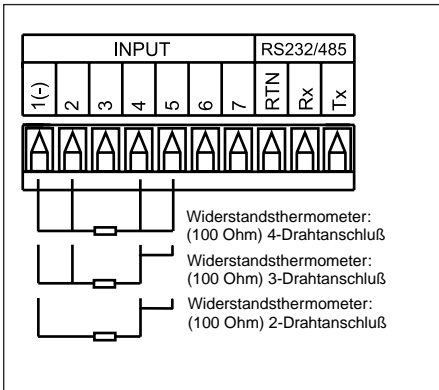 INPUT RS232/485
1(-) 2 3 4 5 6 7 RTN Rx Tx
Widerstandsthermometer:
(100 Ohm) 4-Drahtanschluß
Widerstandsthermometer:
(100 Ohm) 3-Drahtanschluß
Widerstandsthermometer:
(100 Ohm) 2-Drahtanschluß